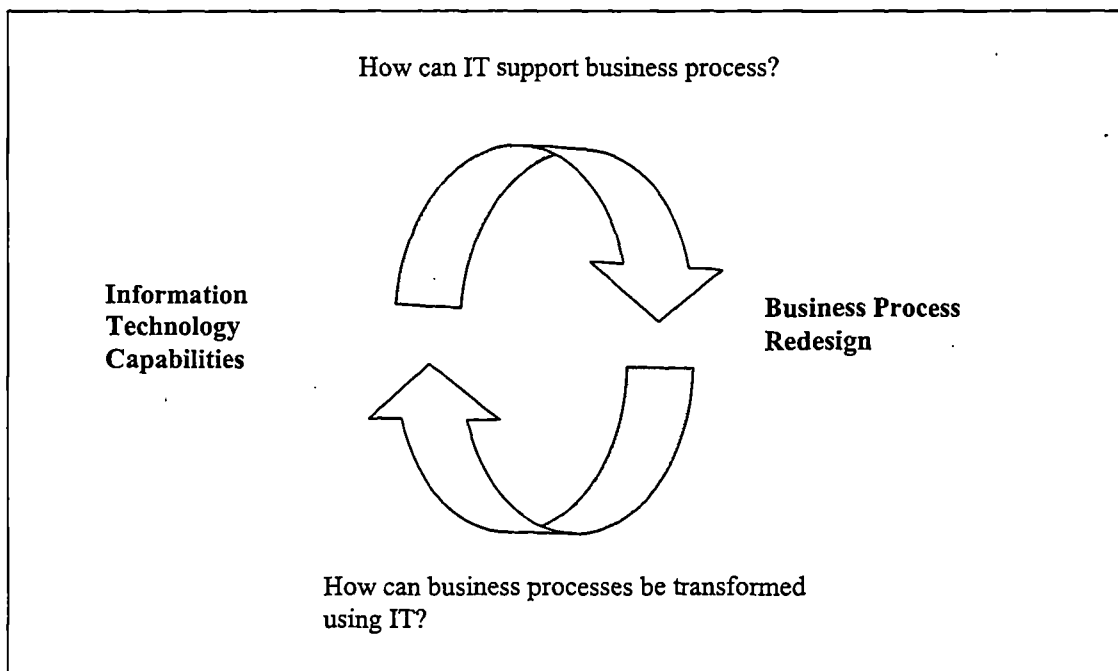 How can IT support business process?
Information
Technology
Capabilities
Business Process
Redesign
How can business processes be transformed
using IT?